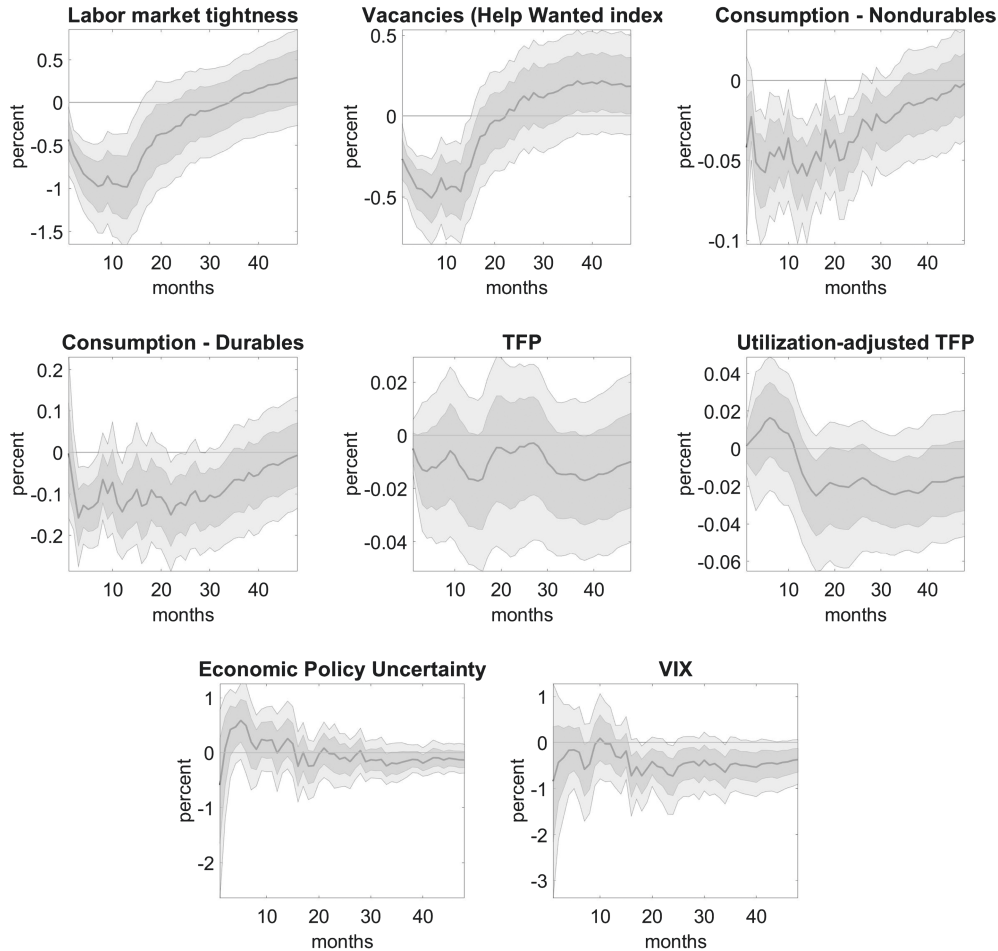 Labor market tightness
0.5
0
-0.5
-1
-1.5
percent
10 20 30 40
months
Vacancies (Help Wanted index
0.5
0
-0.5
percent
10 20 30 40
months
Consumption - Nondurables
0
-0.05
-0.1
percent
10 20 30 40
months
Consumption - Durables
0.2
0.1
0
-0.1
-0.2
percent
10 20 30 40
months
TFP
0.02
0
-0.02
-0.04
percent
10 20 30 40
months
Utilization-adjusted TFP
0.04
0.02
0
-0.02
-0.04
-0.06
percent
10 20 30 40
months
Economic Policy Uncertainty
1
0
-1
-2
percent
10 20 30 40
months
VIX
1
0
-1
-2
-3
percent
10 20 30 40
months